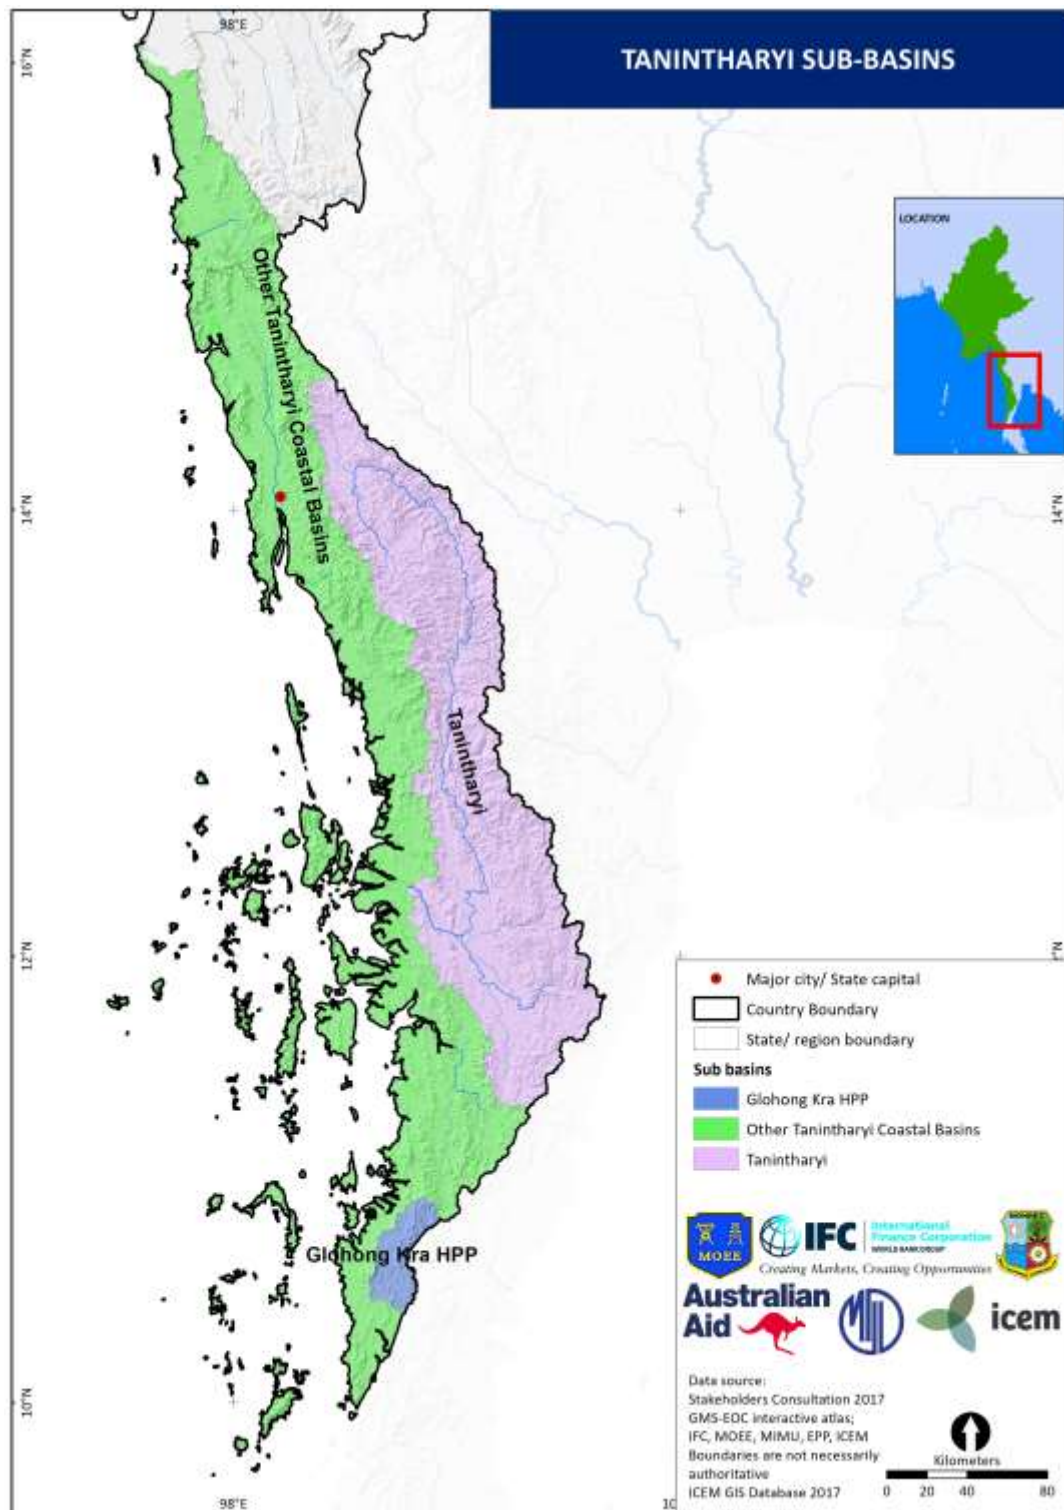 98°E
TANINTHARYI SUB-BASINS
16°N
LOCATION
Other Tanintharyi Coastal Basins
14°N
14°N
Tanintharyi
12°N
Major city/ State capital
Country Boundary
State/ region boundary
Sub basins
Glohong Kra HPP
Other Tanintharyi Coastal Basins
Tanintharyi
Glohong Kra HPP
MOEE
IFC
International
Finance Corporation
WORLD BANK GROUP
Creating Markets, Creating Opportunities
Australian
Aid
icem
Data source:
Stakeholders Consultation 2017
GMS-EOC interactive atlas;
IFC, MOEE, MIMU, EPP, ICEM
Boundaries are not necessarily
authoritative
ICEM GIS Database 2017
Kilometers
0 20 40 80
10°N
98°E